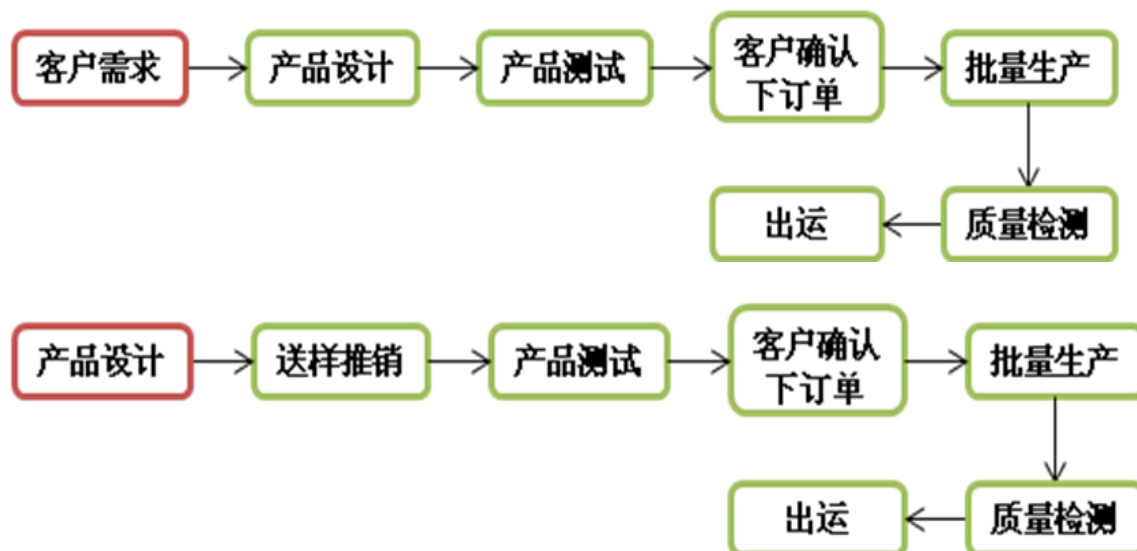 客户需求
产品设计
产品测试
客户确认
下订单
批量生产
质量检测
出运
产品设计
送样推销
产品测试
客户确认
下订单
批量生产
质量检测
出运